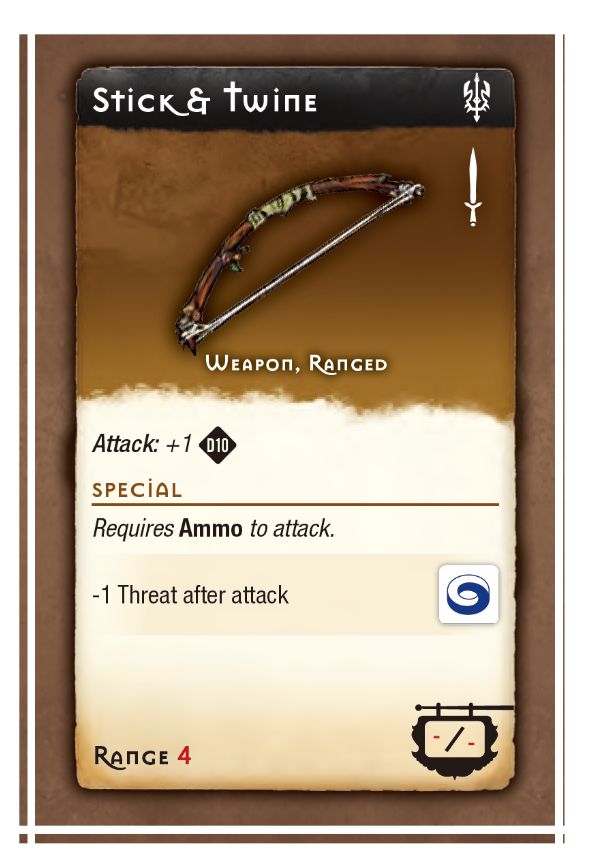 Stick & Twine
Weapon, Ranged
Attack: +1 D10
SPECIAL
Requires Ammo to attack.
-1 Threat after attack
Range 4
- / -